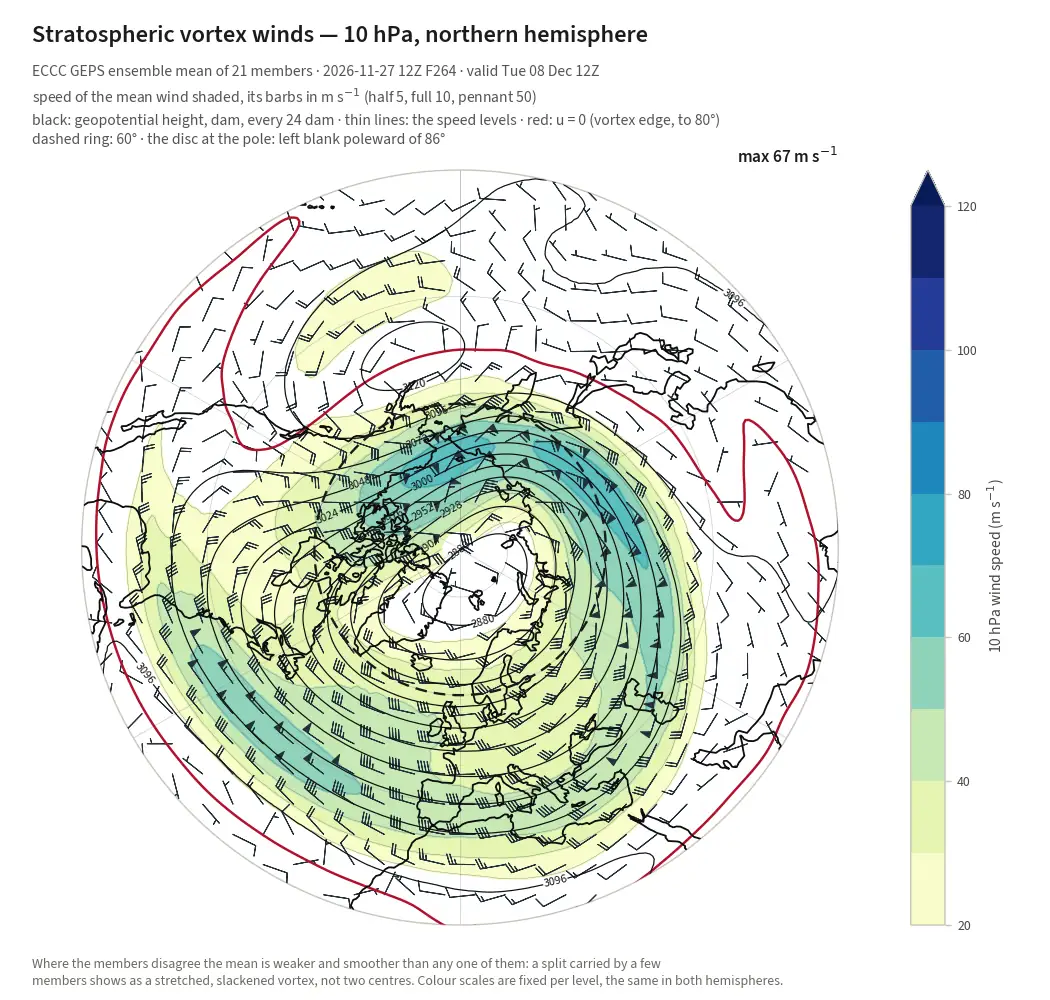 Stratospheric vortex winds — 10 hPa, northern hemisphere
ECCC GEPS ensemble mean of 21 members · 2026-11-27 12Z F264 · valid Tue 08 Dec 12Z
speed of the mean wind shaded, its barbs in m s⁻¹ (half 5, full 10, pennant 50)
black: geopotential height, dam, every 24 dam · thin lines: the speed levels · red: u = 0 (vortex edge, to 80°)
dashed ring: 60° · the disc at the pole: left blank poleward of 86°
max 67 m s⁻¹
120
100
80
60
40
20
10 hPa wind speed (m s⁻¹)
3096
3096
3048
3000
3024
2952
2928
2880
3096
3096
Where the members disagree the mean is weaker and smoother than any one of them: a split carried by a few
members shows as a stretched, slackened vortex, not two centres. Colour scales are fixed per level, the same in both hemispheres.